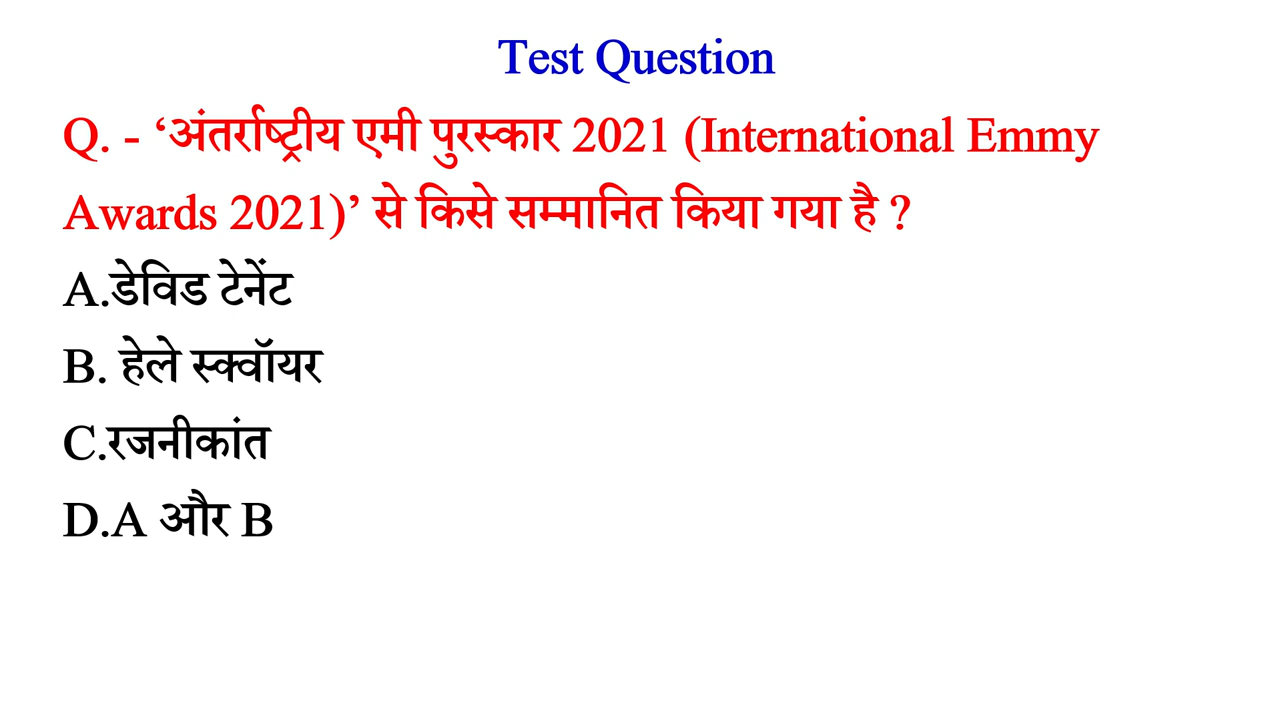 Test Question
Q. - ‘अंतर्राष्ट्रीय एमी पुरस्कार 2021 (International Emmy
Awards 2021)’ से किसे सम्मानित किया गया है ?
A.डेविड टेनेंट
B. हेले स्क्वॉयर
C.रजनीकांत
D.A और B